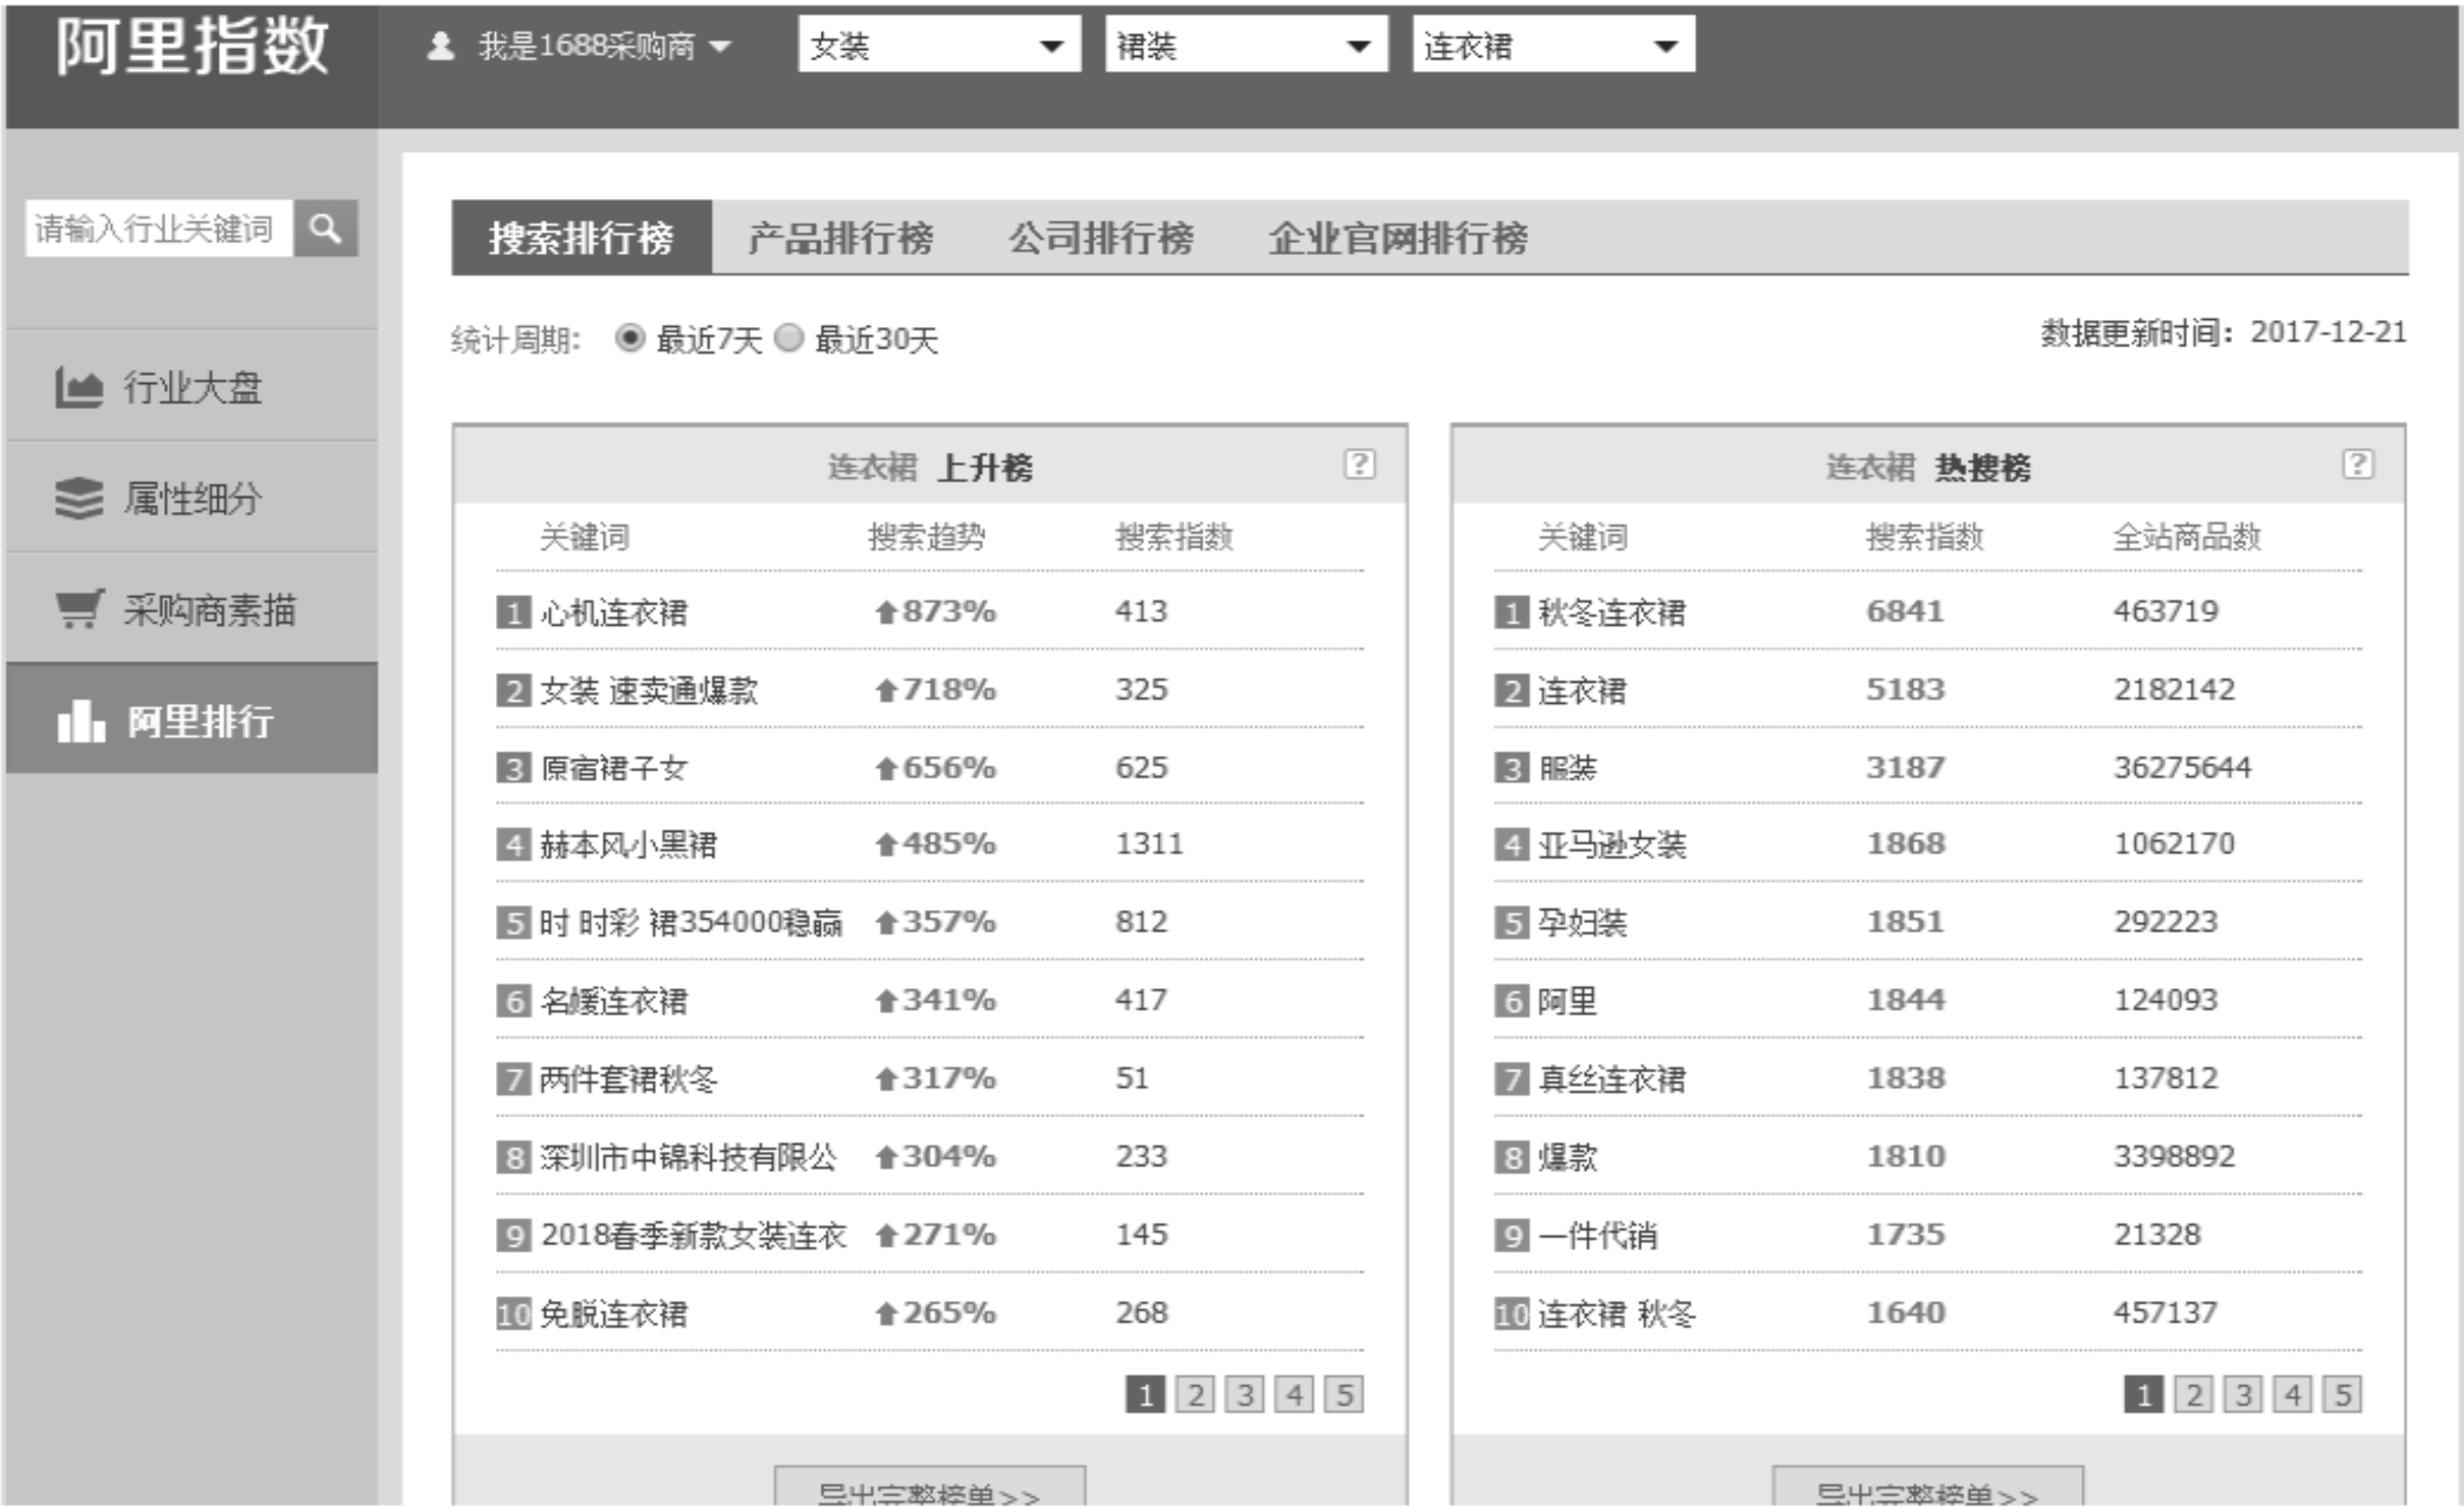 阿里指数
我是1688采购商 女装 裙装 连衣裙
请输入行业关键词
行业大盘
属性细分
采购商素描
阿里排行
搜索排行榜 产品排行榜 公司排行榜 企业官网排行榜
统计周期: 最近7天 最近30天
数据更新时间：2017-12-21
连衣裙 上升榜 ?
关键词 搜索趋势 搜索指数
1 心机连衣裙 873% 413
2 女装 速卖通爆款 718% 325
3 原宿裙子女 656% 625
4 赫本风小黑裙 485% 1311
5 时 时彩 裙354000稳赢 357% 812
6 名媛连衣裙 341% 417
7 两件套裙秋冬 317% 51
8 深圳市中锦科技有限公 304% 233
9 2018春季新款女装连衣 271% 145
10 免脱连衣裙 265% 268
1 2 3 4 5
导出完整榜单>>
连衣裙 热搜榜 ?
关键词 搜索指数 全站商品数
1 秋冬连衣裙 6841 463719
2 连衣裙 5183 2182142
3 服装 3187 36275644
4 亚马逊女装 1868 1062170
5 孕妇装 1851 292223
6 阿里 1844 124093
7 真丝连衣裙 1838 137812
8 爆款 1810 3398892
9 一件代销 1735 21328
10 连衣裙 秋冬 1640 457137
1 2 3 4 5
导出完整榜单>>